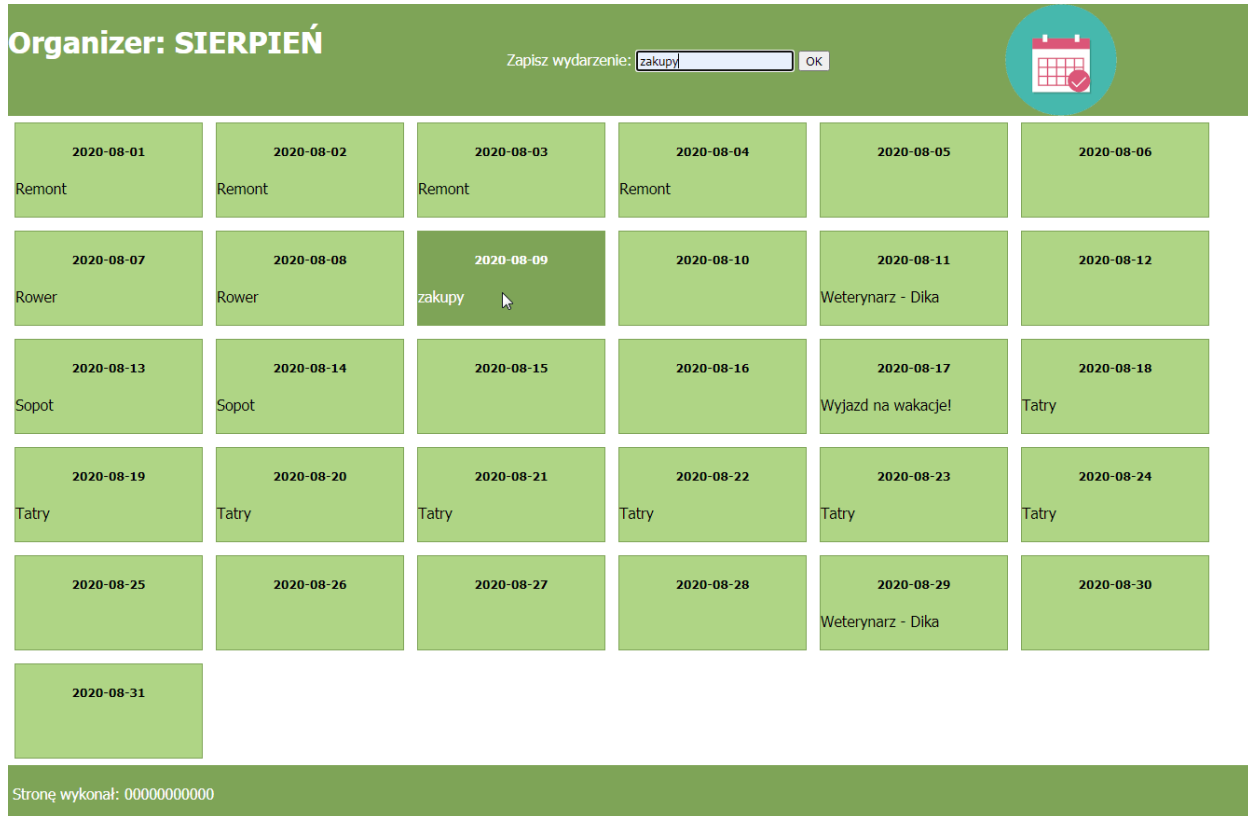 Organizer: SIERPIEŃ
Zapisz wydarzenie: zakupy OK
2020-08-01 2020-08-02 2020-08-03 2020-08-04 2020-08-05 2020-08-06
Remont Remont Remont Remont
2020-08-07 2020-08-08 2020-08-09 2020-08-10 2020-08-11 2020-08-12
Rower Rower zakupy Weterynarz - Dika
2020-08-13 2020-08-14 2020-08-15 2020-08-16 2020-08-17 2020-08-18
Sopot Sopot Wyjazd na wakacje! Tatry
2020-08-19 2020-08-20 2020-08-21 2020-08-22 2020-08-23 2020-08-24
Tatry Tatry Tatry Tatry Tatry Tatry
2020-08-25 2020-08-26 2020-08-27 2020-08-28 2020-08-29 2020-08-30
Weterynarz - Dika
2020-08-31
Stronę wykonał: 00000000000